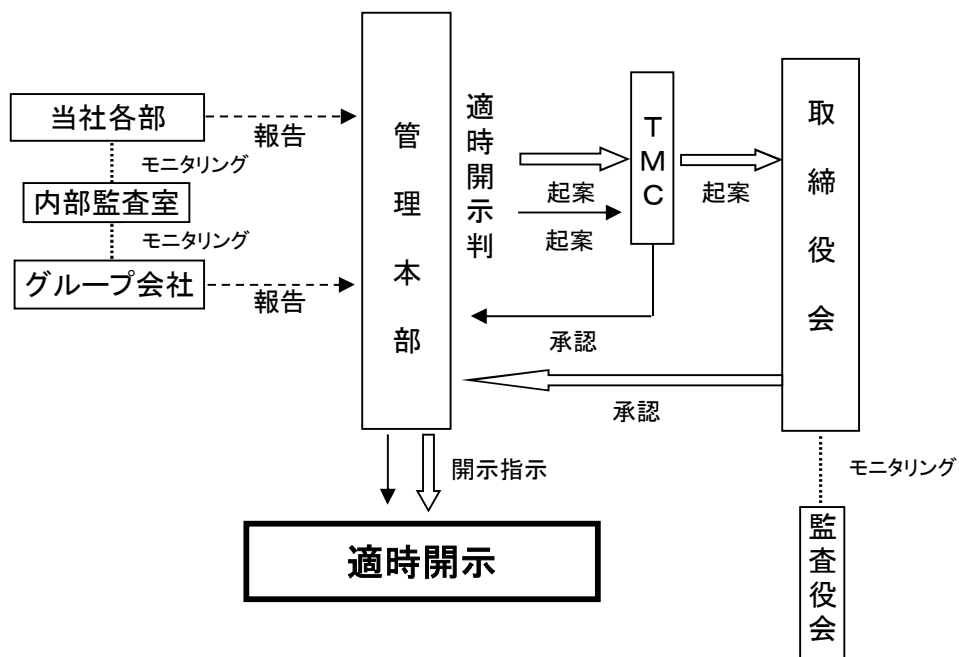 当社各部
報告
モニタリング
内部監査室
モニタリング
グループ会社
報告
管理本部
適時開示判
起案
起案
TMC
起案
取締役会
承認
承認
開示指示
適時開示
モニタリング
監査役会